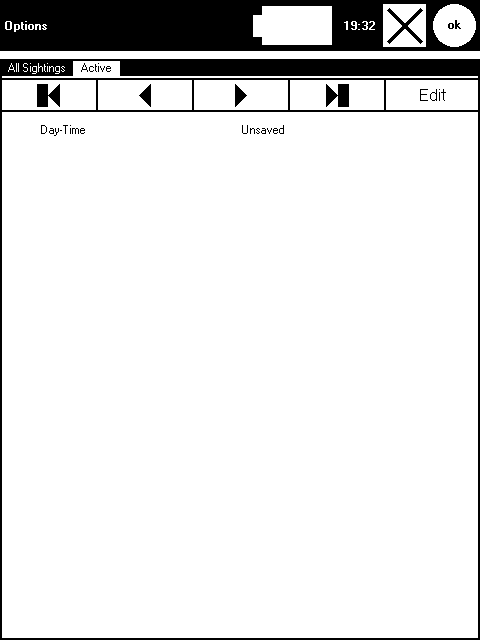 Options 19:32 ok
All Sightings Active
Edit
Day-Time Unsaved